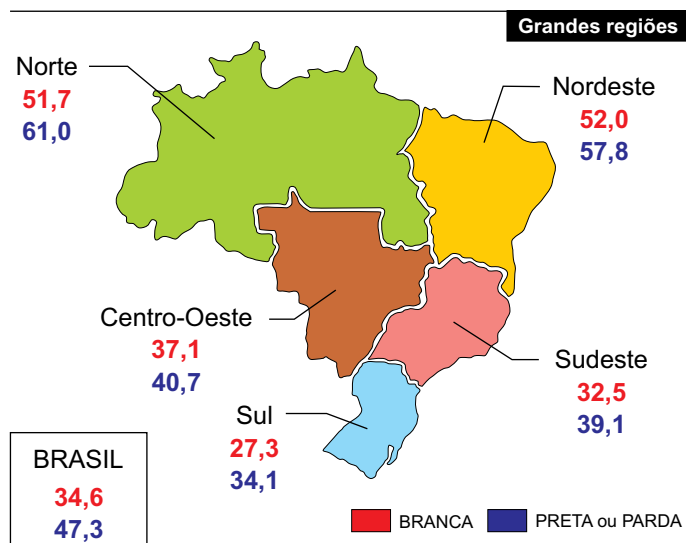 Grandes regiões
Norte
51,7
61,0
Nordeste
52,0
57,8
Centro-Oeste
37,1
40,7
Sudeste
32,5
39,1
Sul
27,3
34,1
BRASIL
34,6
47,3
BRANCA
PRETA ou PARDA